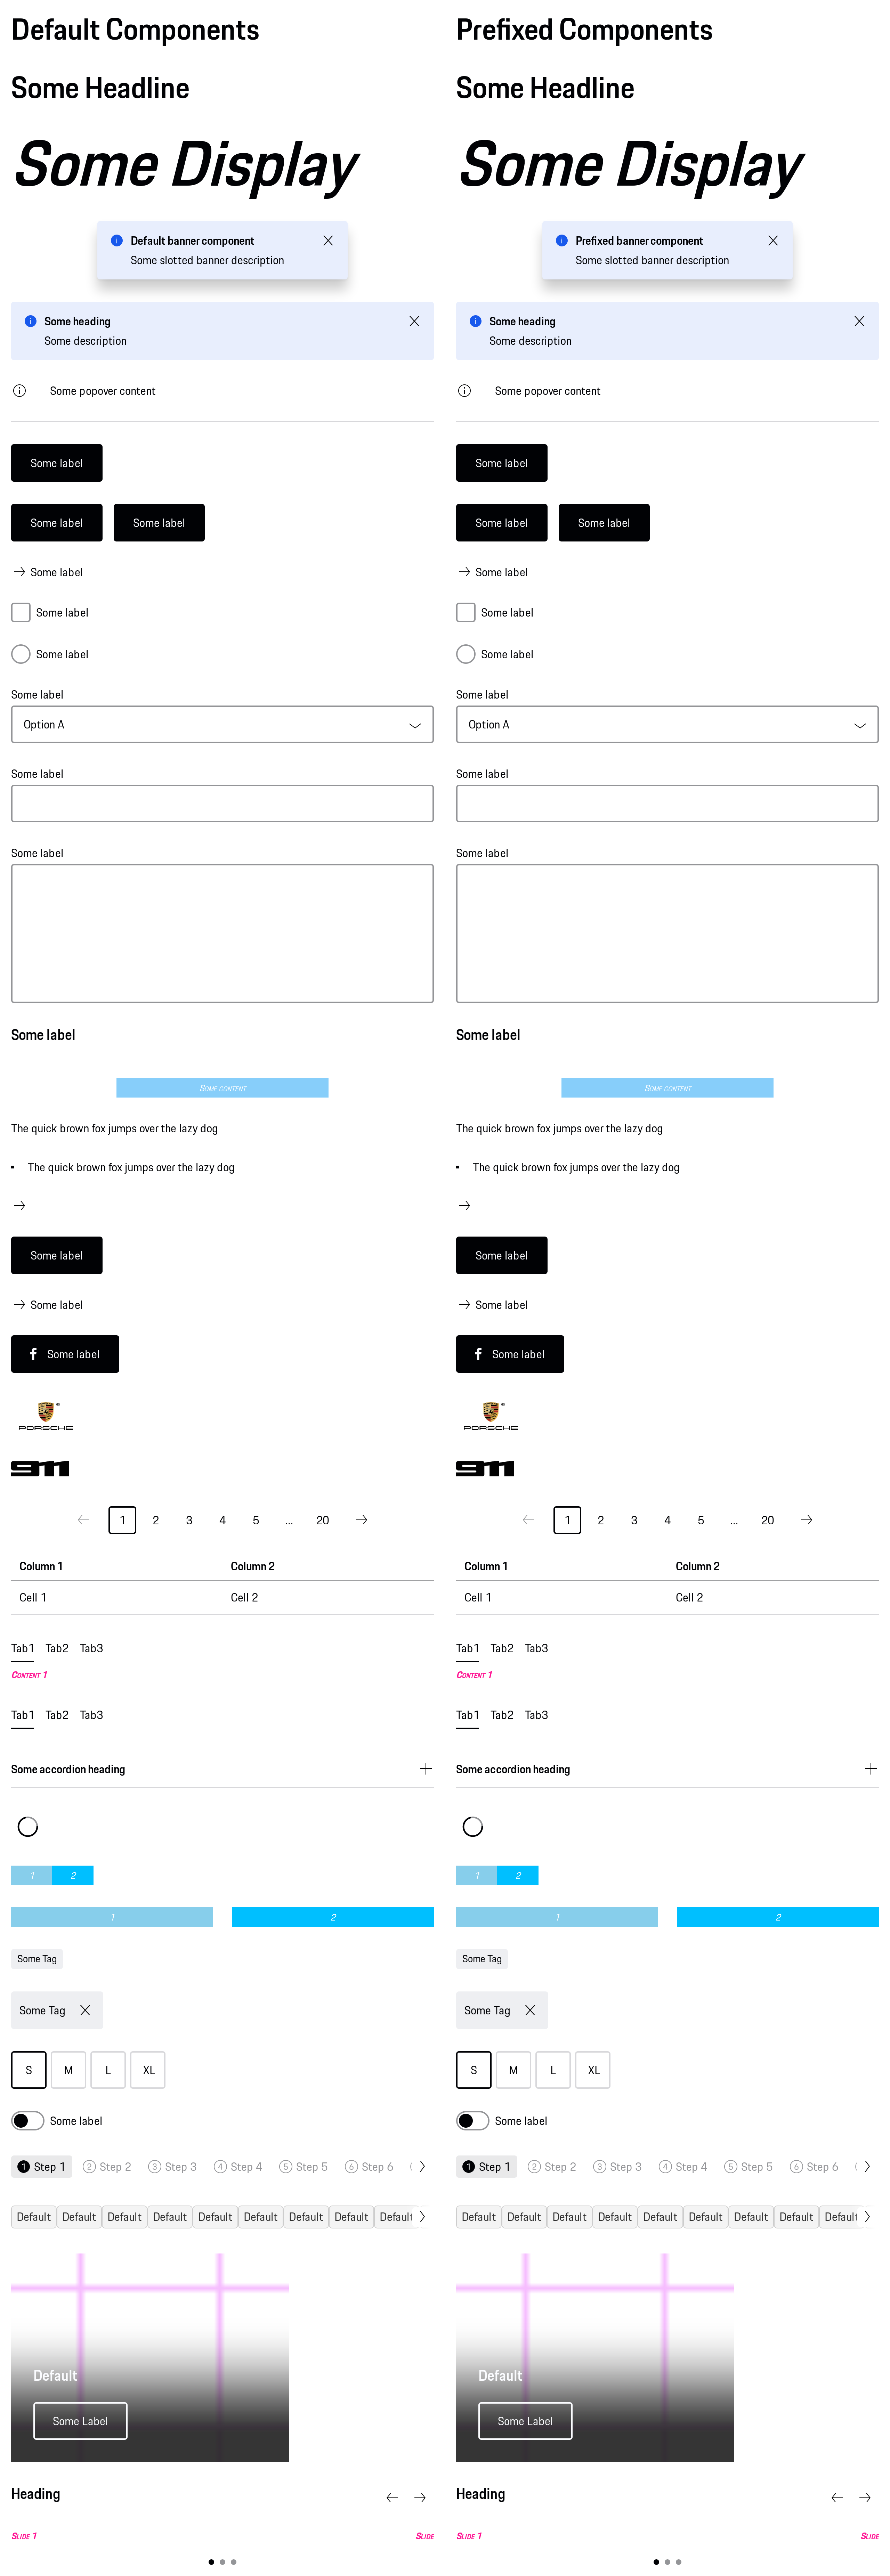 Default Components
Some Headline
Some Display
Default banner component
Some slotted banner description
Some heading
Some description
Some popover content
Some label
Some label Some label
Some label
Some label
Some label
Some label
Option A
Some label
Some label
Some label
Some content
The quick brown fox jumps over the lazy dog
The quick brown fox jumps over the lazy dog
Some label
Some label
Some label
PORSCHE
911
1 2 3 4 5 ... 20
Column 1 Column 2
Cell 1 Cell 2
Tab1 Tab2 Tab3
Content 1
Tab1 Tab2 Tab3
Some accordion heading
1 2
1 2
Some Tag
Some Tag
S M L XL
Some label
1 Step 1 2 Step 2 3 Step 3 4 Step 4 5 Step 5 6 Step 6
Default Default Default Default Default Default Default Default Default
Default
Some Label
Heading
Slide 1 Slide
Prefixed Components
Some Headline
Some Display
Prefixed banner component
Some slotted banner description
Some heading
Some description
Some popover content
Some label
Some label Some label
Some label
Some label
Some label
Some label
Option A
Some label
Some label
Some label
Some content
The quick brown fox jumps over the lazy dog
The quick brown fox jumps over the lazy dog
Some label
Some label
Some label
PORSCHE
911
1 2 3 4 5 ... 20
Column 1 Column 2
Cell 1 Cell 2
Tab1 Tab2 Tab3
Content 1
Tab1 Tab2 Tab3
Some accordion heading
1 2
1 2
Some Tag
Some Tag
S M L XL
Some label
1 Step 1 2 Step 2 3 Step 3 4 Step 4 5 Step 5 6 Step 6
Default Default Default Default Default Default Default Default Default
Default
Some Label
Heading
Slide 1 Slide